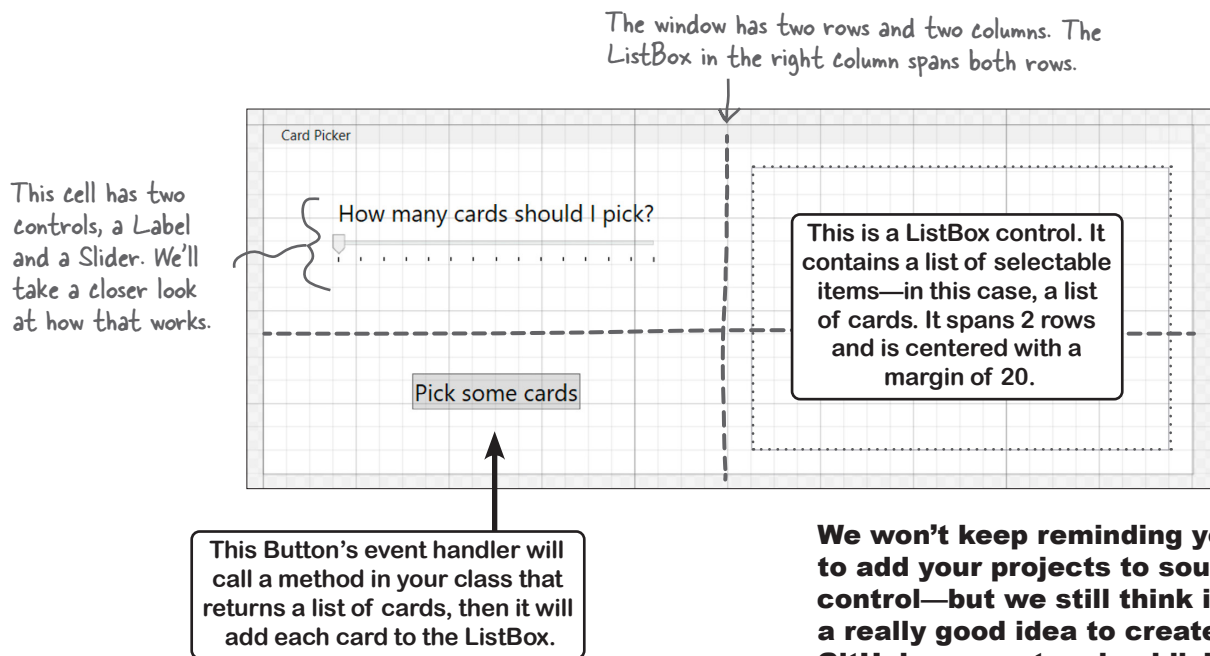 The window has two rows and two columns. The
ListBox in the right column spans both rows.
Card Picker
This cell has two
controls, a Label
and a Slider. We'll
take a closer look
at how that works.
How many cards should I pick?
This is a ListBox control. It
contains a list of selectable
items—in this case, a list
of cards. It spans 2 rows
and is centered with a
margin of 20.
Pick some cards
This Button's event handler will
call a method in your class that
returns a list of cards, then it will
add each card to the ListBox.
We won't keep reminding
to add your projects to
control—but we still think
a really good idea to create